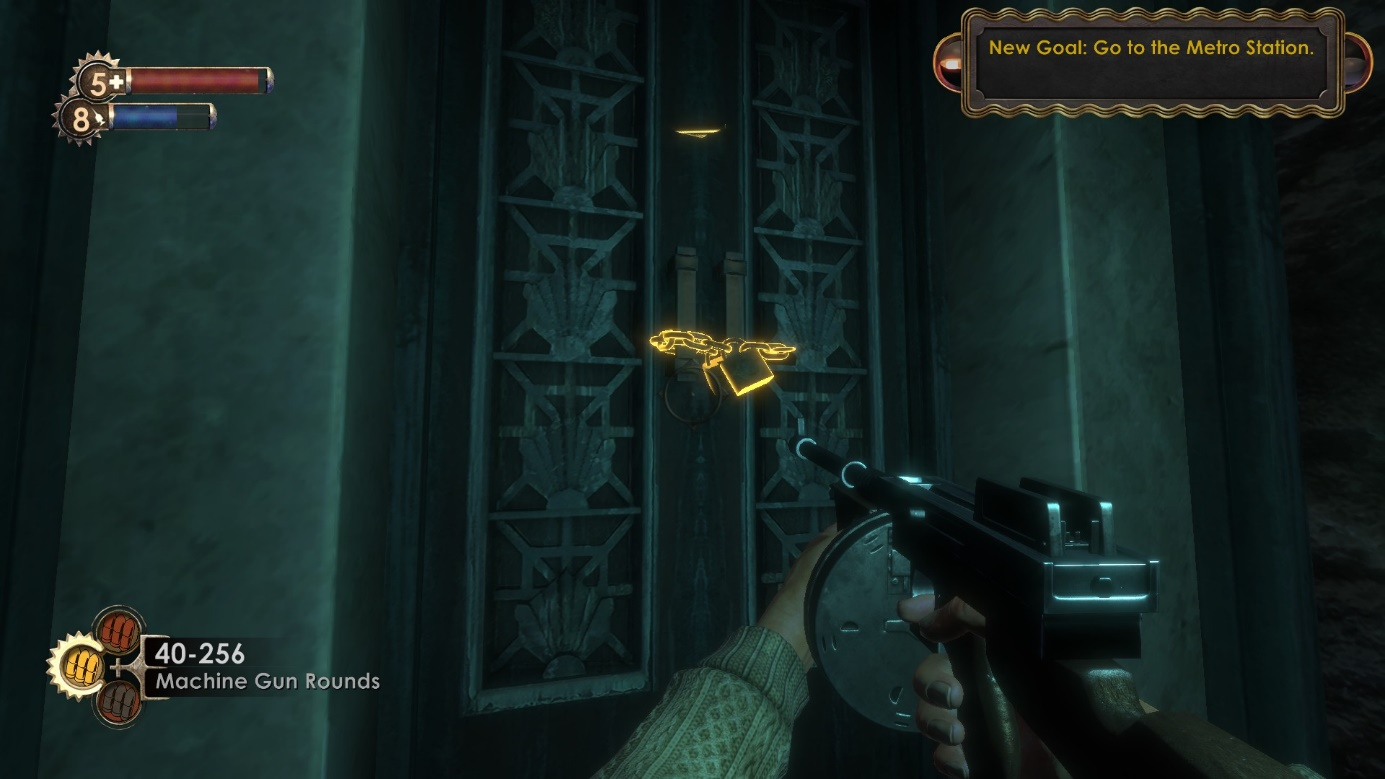 5+
8
New Goal: Go to the Metro Station.
40-256
Machine Gun Rounds